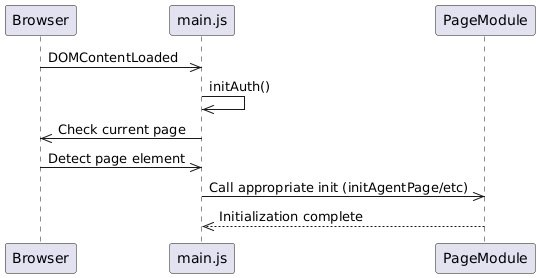 Browser main.js PageModule
DOMContentLoaded
initAuth()
Check current page
Detect page element
Call appropriate init (initAgentPage/etc)
Initialization complete
Browser main.js PageModule